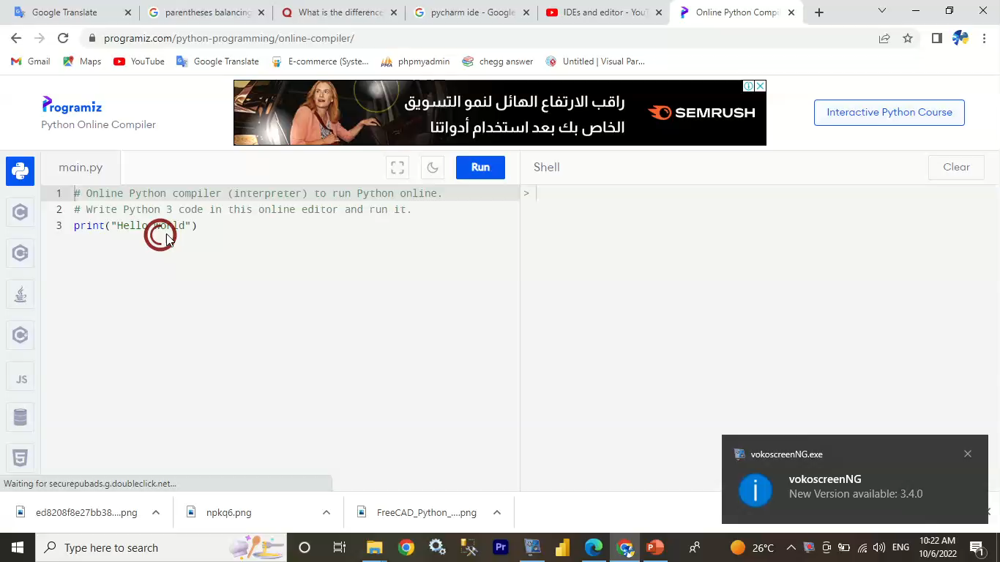 Google Translate
parentheses balancing
What is the difference
pycharm ide - Google
IDEs and editor - YouT
Online Python Compi
programiz.com/python-programming/online-compiler/
Gmail
Maps
YouTube
Google Translate
E-commerce (Syste...
phpmyadmin
chegg answer
Untitled | Visual Par...
Programiz
Python Online Compiler
راقب الارتفاع الهائل لنمو التسويق
الخاص بك بعد استخدام أدواتنا
SEMRUSH
Interactive Python Course
main.py
Run
Shell
Clear
1 # Online Python compiler (interpreter) to run Python online.
2 # Write Python 3 code in this online editor and run it.
3 print("Hello world")
>
JS
Waiting for securepubads.g.doubleclick.net...
vokoscreenNG.exe
vokoscreenNG
New Version available: 3.4.0
ed8208f8e27bb38....png
npkq6.png
FreeCAD_Python_....png
Type here to search
Pr
26°C
ENG
10:22 AM
10/6/2022
1